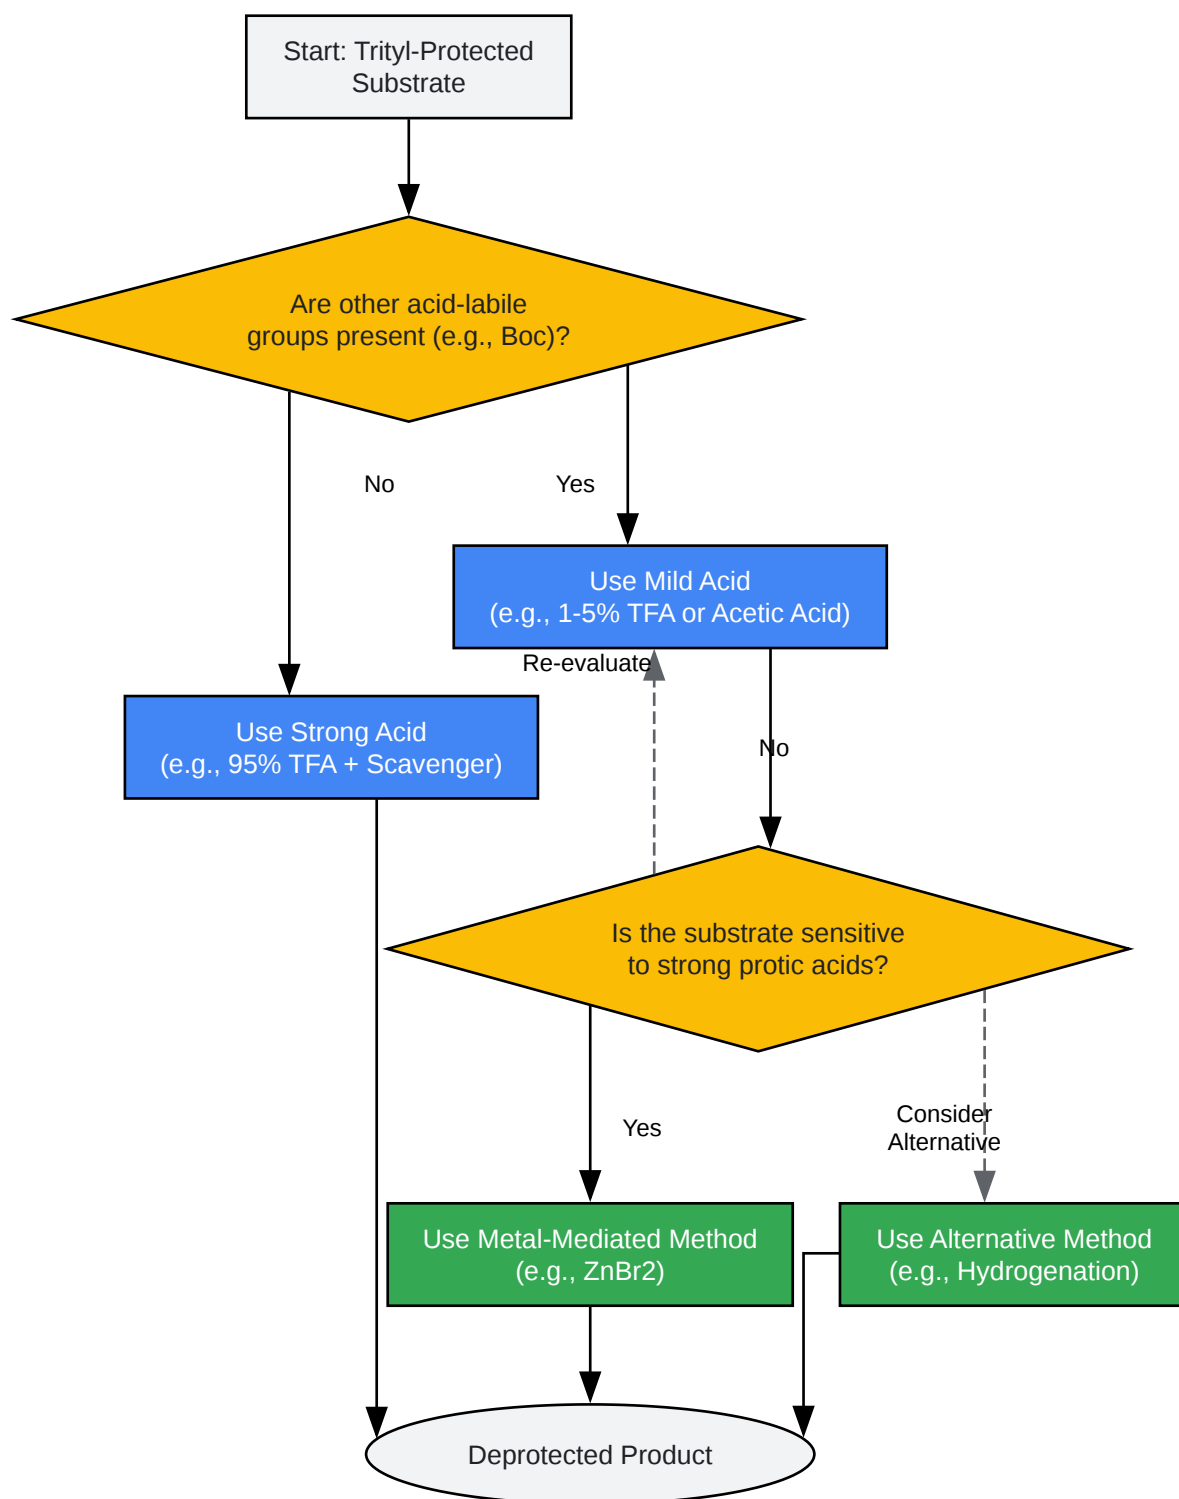 Start: Trityl-Protected
Substrate
Are other acid-labile
groups present (e.g., Boc)?
No
Yes
Use Mild Acid
(e.g., 1-5% TFA or Acetic Acid)
Re-evaluate
Use Strong Acid
(e.g., 95% TFA + Scavenger)
No
Is the substrate sensitive
to strong protic acids?
Yes
Consider
Alternative
Use Metal-Mediated Method
(e.g., ZnBr2)
Use Alternative Method
(e.g., Hydrogenation)
Deprotected Product